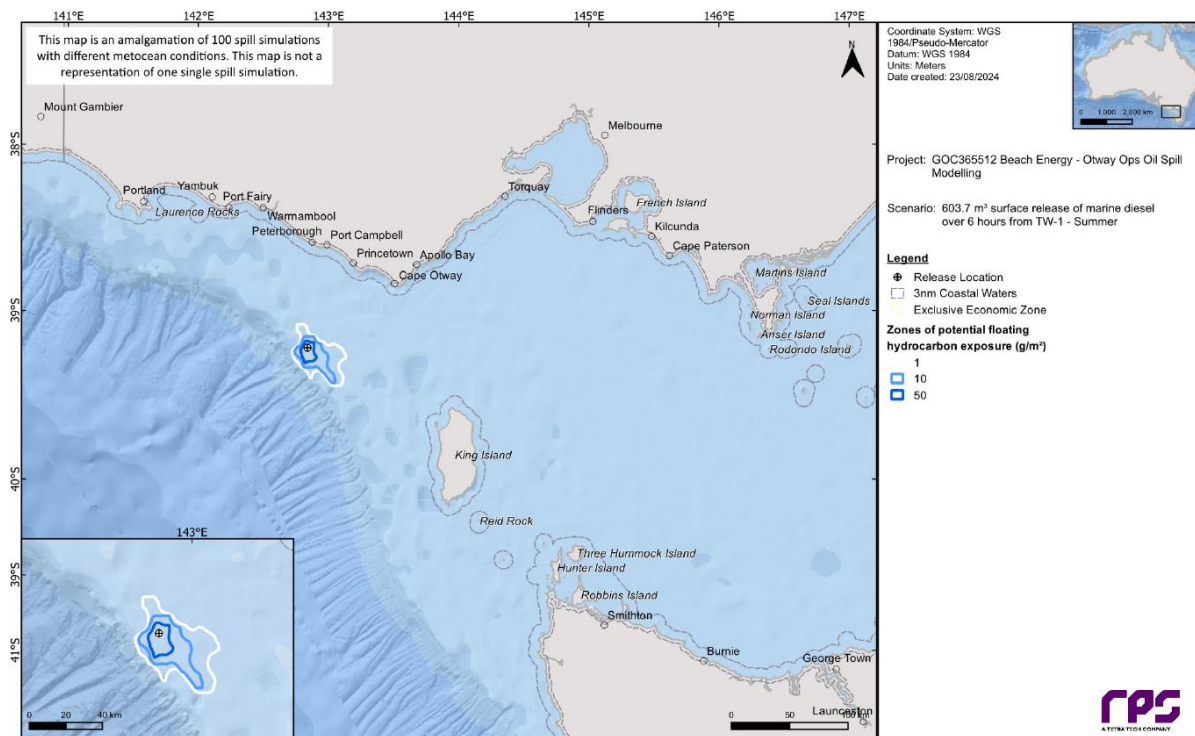 141°E
142°E
143°E
144°E
145°E
146°E
147°E
This map is an amalgamation of 100 spill simulations
with different metocean conditions. This map is not a
representation of one single spill simulation.
N
Mount Gambier
Melbourne
38°S
Portland
Yambuk
Port Fairy
Laurence Rocks
Warrnambool
Peterborough
Port Campbell
Princetown
Apollo Bay
Cape Otway
Torquay
Flinders
French Island
Kilcunda
Cape Paterson
Martins Island
Seal Islands
Norman Island
Anser Island
Rodondo Island
39°S
King Island
40°S
Reid Rock
Three Hummock Island
Hunter Island
Robbins Island
Smithton
Burnie
George Town
Launceston
41°S
143°E
39°S
0 20 40 km
0 50 100 km
Coordinate System: WGS
1984/Pseudo-Mercator
Datum: WGS 1984
Units: Meters
Date created: 23/08/2024
0 1,000 2,000 km
Project: GOC365512 Beach Energy - Otway Ops Oil Spill
Modelling
Scenario: 603.7 m³ surface release of marine diesel
over 6 hours from TW-1 - Summer
Legend
Release Location
3nm Coastal Waters
Exclusive Economic Zone
Zones of potential floating
hydrocarbon exposure (g/m²)
1
10
50
rps
A TETRA TECH COMPANY